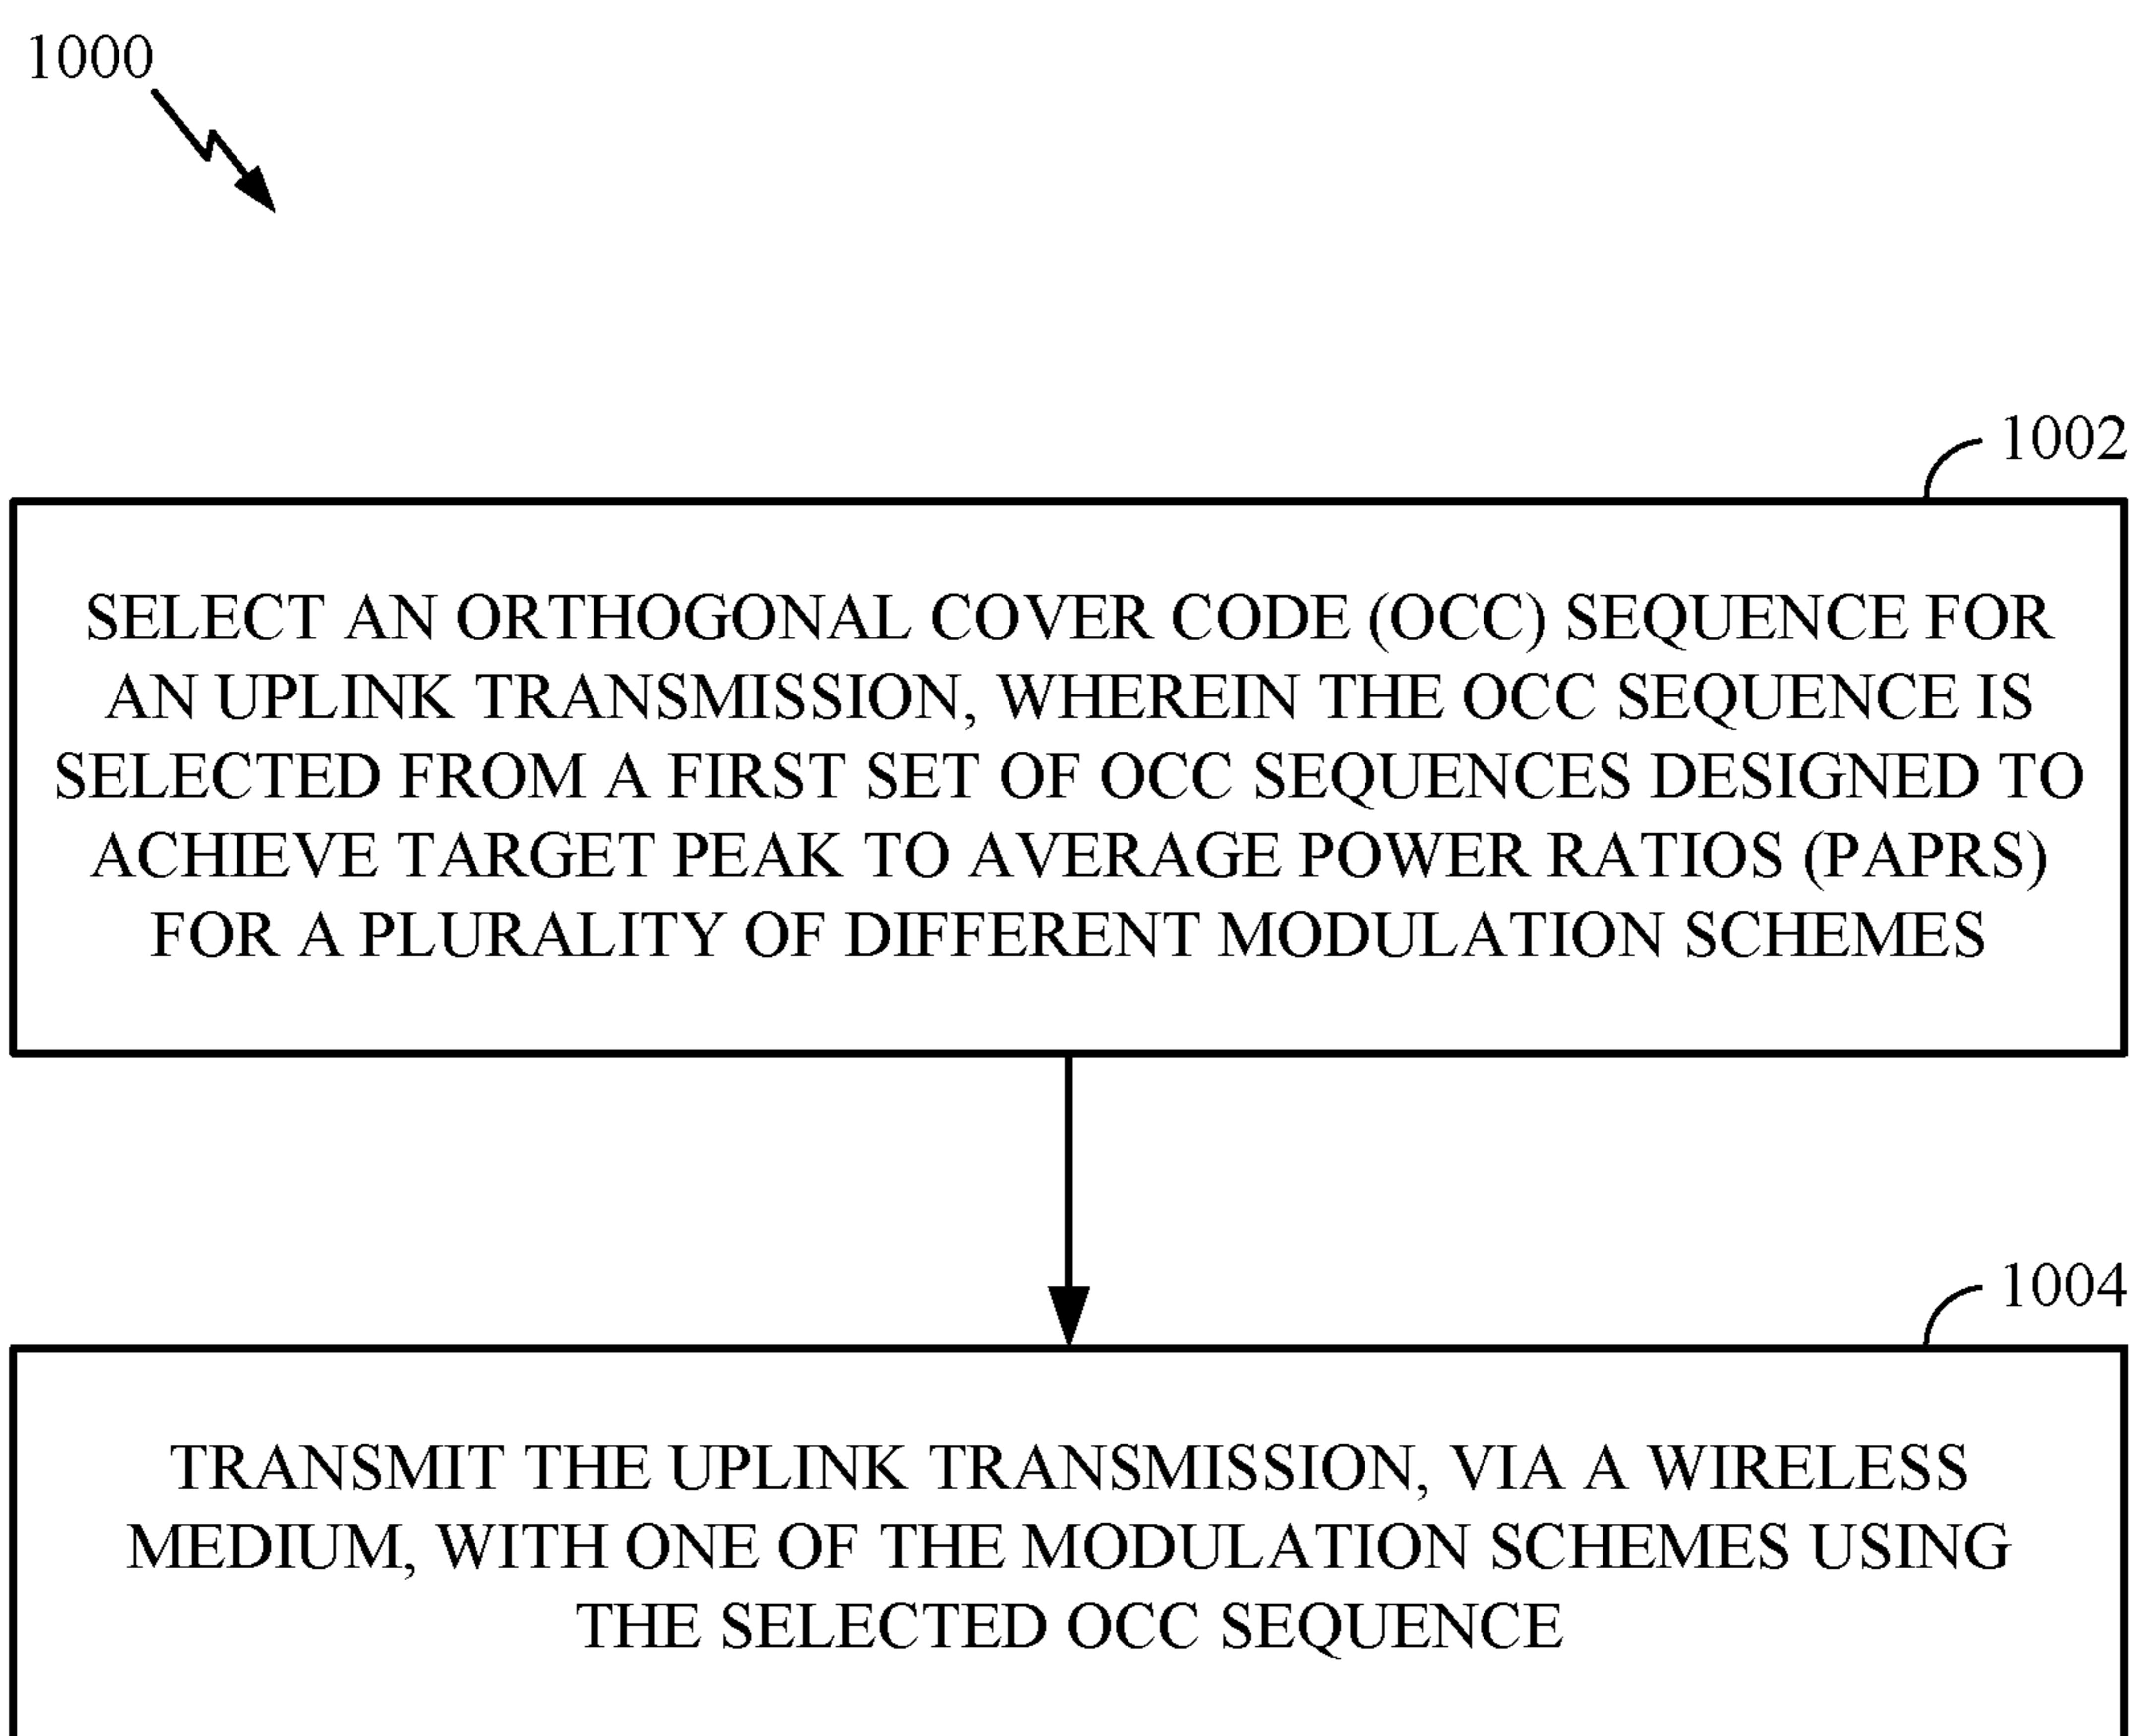 1000
1002
SELECT AN ORTHOGONAL COVER CODE (OCC) SEQUENCE FOR
AN UPLINK TRANSMISSION, WHEREIN THE OCC SEQUENCE IS
SELECTED FROM A FIRST SET OF OCC SEQUENCES DESIGNED TO
ACHIEVE TARGET PEAK TO AVERAGE POWER RATIOS (PAPRS)
FOR A PLURALITY OF DIFFERENT MODULATION SCHEMES
1004
TRANSMIT THE UPLINK TRANSMISSION, VIA A WIRELESS
MEDIUM, WITH ONE OF THE MODULATION SCHEMES USING
THE SELECTED OCC SEQUENCE